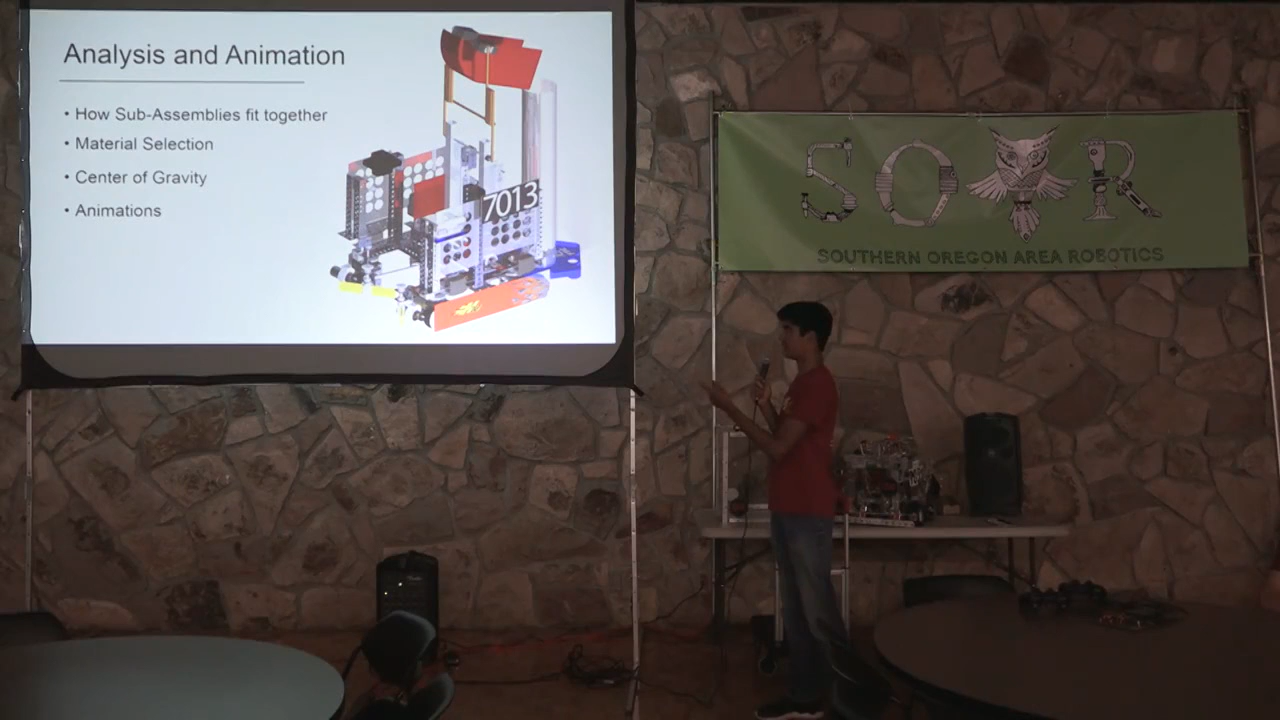 Analysis and Animation
• How Sub-Assemblies fit together
• Material Selection
• Center of Gravity
• Animations
7013
SOAR
SOUTHERN OREGON AREA ROBOTICS